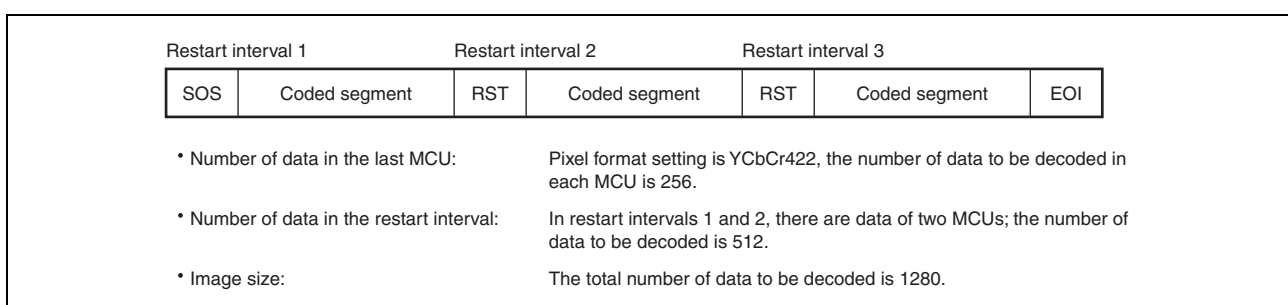 Restart interval 1 Restart interval 2 Restart interval 3
SOS Coded segment RST Coded segment RST Coded segment EOI
• Number of data in the last MCU: Pixel format setting is YCbCr422, the number of data to be decoded in
each MCU is 256.
• Number of data in the restart interval: In restart intervals 1 and 2, there are data of two MCUs; the number of
data to be decoded is 512.
• Image size: The total number of data to be decoded is 1280.